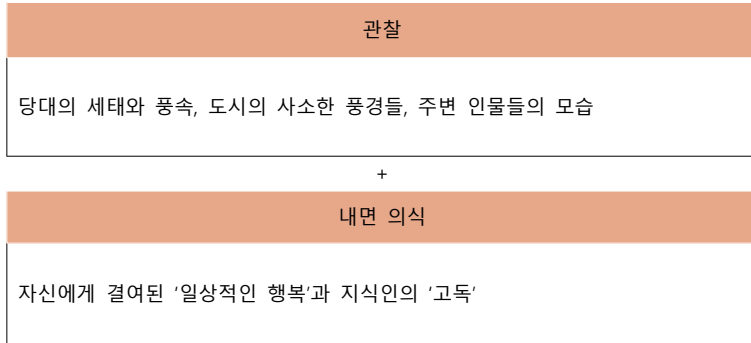 관찰
당대의 세태와 풍속, 도시의 사소한 풍경들, 주변 인물들의 모습
+
내면 의식
자신에게 결여된 '일상적인 행복'과 지식인의 '고독'